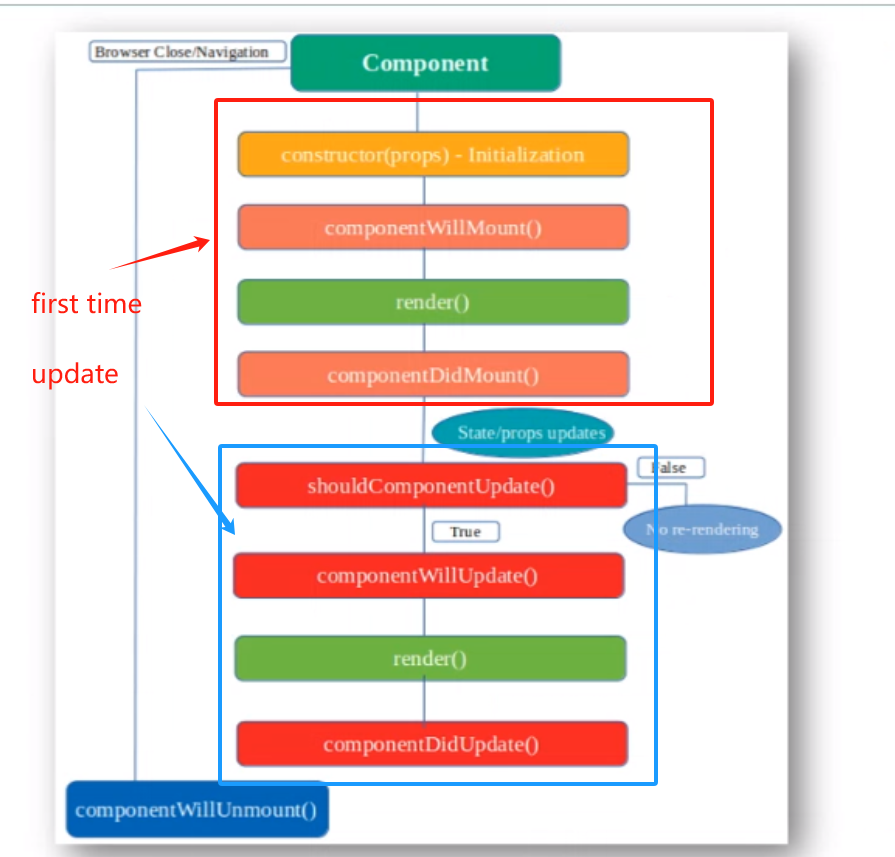 Browser Close/Navigation
Component
constructor(props) - Initialization
componentWillMount()
render()
first time
update
componentDidMount()
State/props updates
shouldComponentUpdate()
False
True
No re-rendering
componentWillUpdate()
render()
componentDidUpdate()
componentWillUnmount()